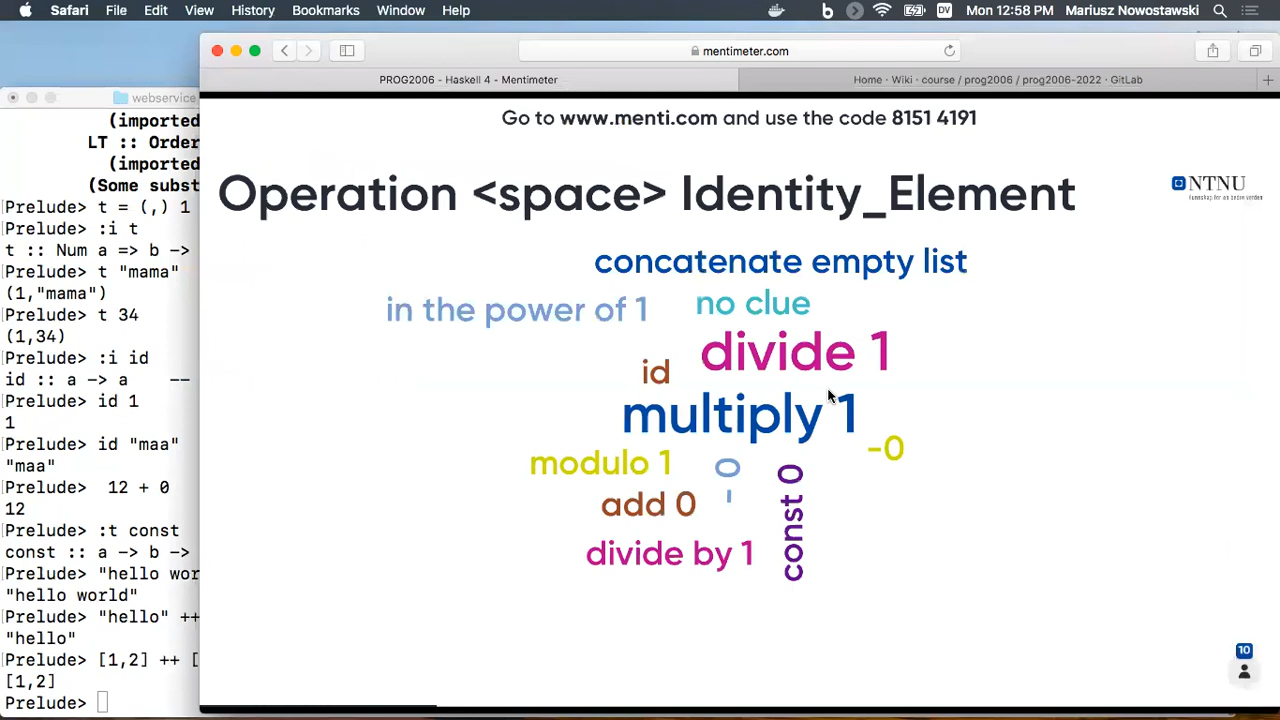 Safari File Edit View History Bookmarks Window Help DV Mon 12:58 PM Mariusz Nowostawski
mentimeter.com
PROG2006 - Haskell 4 - Mentimeter
Home · Wiki · course / prog2006 / prog2006-2022 · GitLab
webservice
(imported
LT :: Order
(imported
(Some subst
Prelude> t = (,) 1
Prelude> :i t
t :: Num a => b ->
Prelude> t "mama"
(1,"mama")
Prelude> t 34
(1,34)
Prelude> :i id
id :: a -> a --
Prelude> id 1
1
Prelude> id "maa"
"maa"
Prelude> 12 + 0
12
Prelude> :t const
const :: a -> b ->
Prelude> "hello wor
"hello world"
Prelude> "hello" ++
"hello"
Prelude> [1,2] ++ [
[1,2]
Prelude>
Go to www.menti.com and use the code 8151 4191
Operation <space> Identity_Element
NTNU
concatenate empty list
in the power of 1
no clue
divide 1
id
multiply 1
-0
modulo 1
- 0
const 0
add 0
divide by 1
10